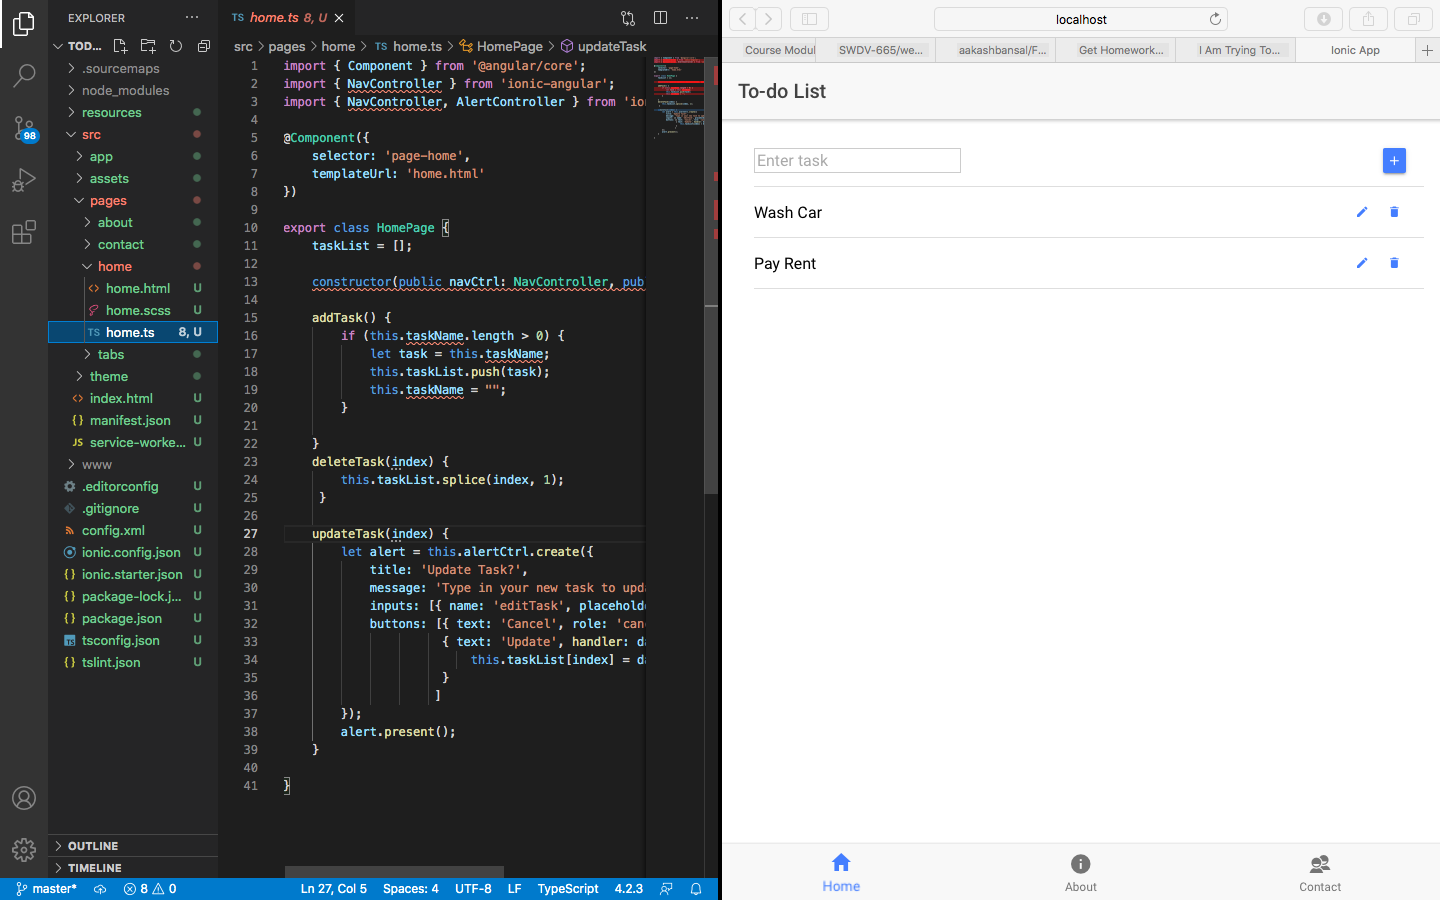 EXPLORER
TOD...
.sourcemaps
node_modules
resources
src
app
assets
pages
about
contact
home
home.html U
home.scss U
TS home.ts 8, U
tabs
theme
index.html U
manifest.json U
JS service-worke... U
www
.editorconfig U
.gitignore U
config.xml U
ionic.config.json U
ionic.starter.json U
package-lock.j... U
package.json U
tsconfig.json U
tslint.json U
OUTLINE
TIMELINE
98
TS home.ts 8, U
src > pages > home > TS home.ts > HomePage > updateTask
1 import { Component } from '@angular/core';
2 import { NavController } from 'ionic-angular';
3 import { NavController, AlertController } from 'ion
4
5 @Component({
6 selector: 'page-home',
7 templateUrl: 'home.html'
8 })
9
10 export class HomePage {
11 taskList = [];
12
13 constructor(public navCtrl: NavController, pub
14
15 addTask() {
16 if (this.taskName.length > 0) {
17 let task = this.taskName;
18 this.taskList.push(task);
19 this.taskName = "";
20 }
21
22 }
23 deleteTask(index) {
24 this.taskList.splice(index, 1);
25 }
26
27 updateTask(index) {
28 let alert = this.alertCtrl.create({
29 title: 'Update Task?',
30 message: 'Type in your new task to upda
31 inputs: [{ name: 'editTask', placeholde
32 buttons: [{ text: 'Cancel', role: 'canc
33 { text: 'Update', handler: da
34 this.taskList[index] = da
35 }
36 ]
37 });
38 alert.present();
39 }
40
41 }
master* 8 0 Ln 27, Col 5 Spaces: 4 UTF-8 LF TypeScript 4.2.3
localhost
Course Modul SWDV-665/we... aakashbansal/F... Get Homework... I Am Trying To... Ionic App
To-do List
Enter task
Wash Car
Pay Rent
Home About Contact